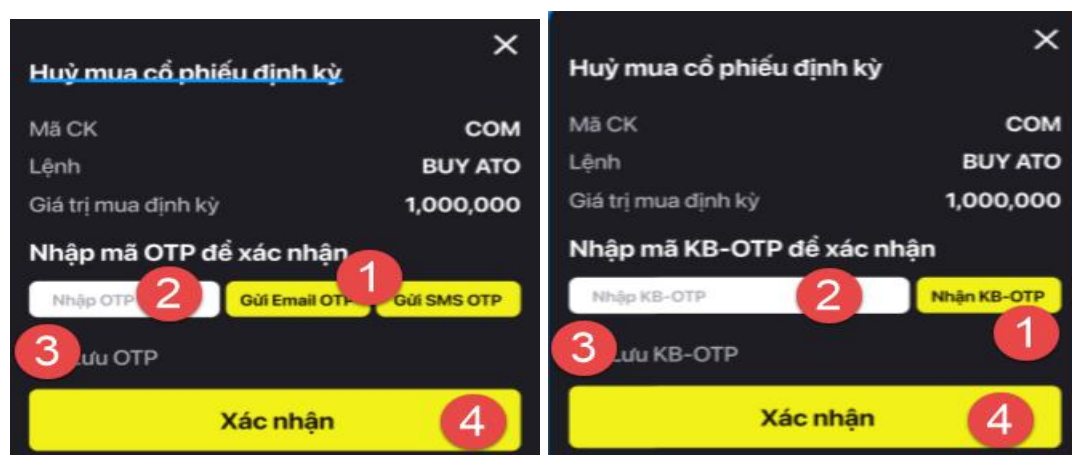 Huỷ mua cổ phiếu định kỳ
Mã CK COM
Lệnh BUY ATO
Giá trị mua định kỳ 1,000,000
Nhập mã OTP để xác nhận
1
Nhập OTP 2 Gửi Email OTP Gửi SMS OTP
3 Lưu OTP
Xác nhận 4
Huỷ mua cổ phiếu định kỳ
Mã CK COM
Lệnh BUY ATO
Giá trị mua định kỳ 1,000,000
Nhập mã KB-OTP để xác nhận
Nhập KB-OTP 2 Nhận KB-OTP
1
3 Lưu KB-OTP
Xác nhận 4